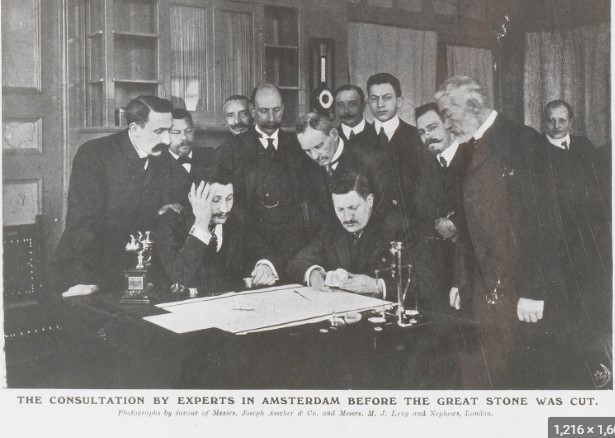 THE CONSULTATION BY EXPERTS IN AMSTERDAM BEFORE THE GREAT STONE WAS CUT.
Photographs by favour of Messrs. Joseph Asscher & Co. and Messrs. M. J. Levy and Nephews, London.
1,216 × 1,6